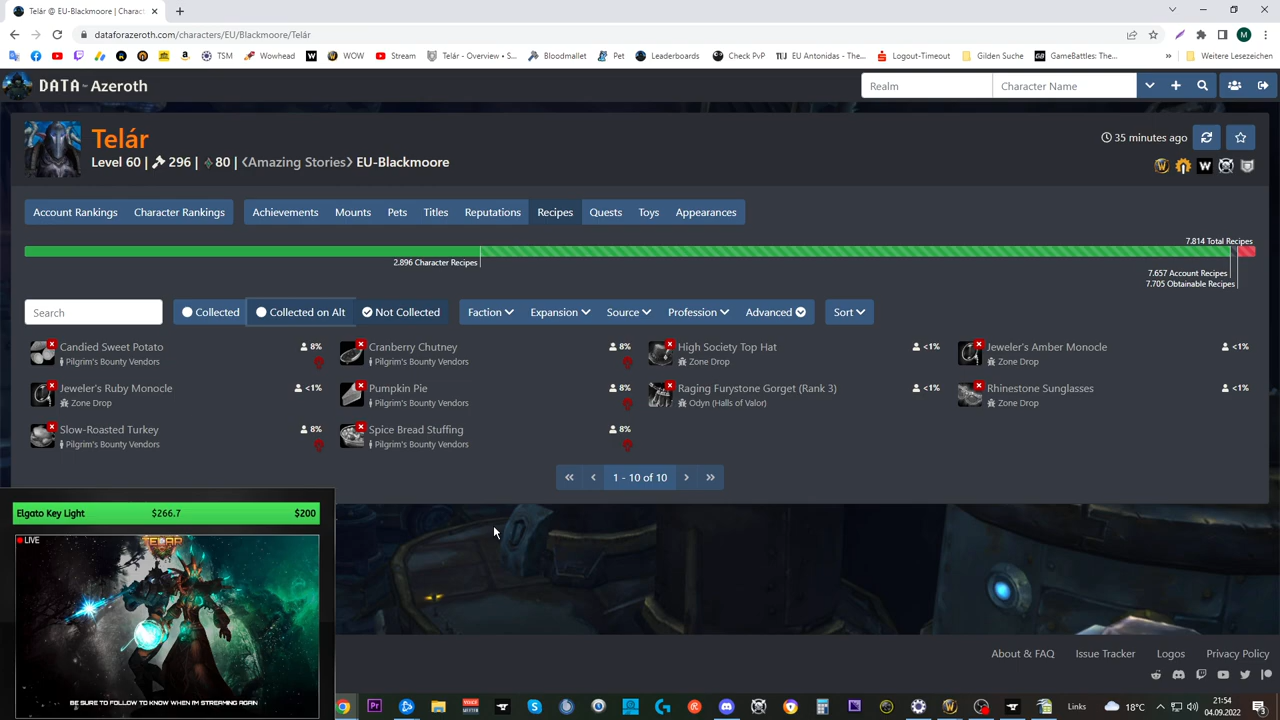 Telár @ EU-Blackmoore | Charact
dataforazeroth.com/characters/EU/Blackmoore/Telár
TSM
Wowhead
WOW
Stream
Telár - Overview • S...
Bloodmallet
Pet
Leaderboards
Check PvP
EU Antonidas - The...
Logout-Timeout
Gilden Suche
GameBattles: The...
Weitere Lesezeichen
DATA for Azeroth
Realm
Character Name
Telár
Level 60 | 296 | 80 | <Amazing Stories> EU-Blackmoore
35 minutes ago
Account Rankings
Character Rankings
Achievements
Mounts
Pets
Titles
Reputations
Recipes
Quests
Toys
Appearances
7.814 Total Recipes
2.896 Character Recipes
7.657 Account Recipes
7.705 Obtainable Recipes
Search
Collected
Collected on Alt
Not Collected
Faction
Expansion
Source
Profession
Advanced
Sort
Candied Sweet Potato 8%
Pilgrim's Bounty Vendors
Cranberry Chutney 8%
Pilgrim's Bounty Vendors
High Society Top Hat <1%
Zone Drop
Jeweler's Amber Monocle <1%
Zone Drop
Jeweler's Ruby Monocle <1%
Zone Drop
Pumpkin Pie 8%
Pilgrim's Bounty Vendors
Raging Furystone Gorget (Rank 3) <1%
Odyn (Halls of Valor)
Rhinestone Sunglasses <1%
Zone Drop
Slow-Roasted Turkey 8%
Pilgrim's Bounty Vendors
Spice Bread Stuffing 8%
Pilgrim's Bounty Vendors
1 - 10 of 10
Elgato Key Light $266.7 $200
LIVE
TELAR
BE SURE TO FOLLOW TO KNOW WHEN I'M STREAMING AGAIN
About & FAQ
Issue Tracker
Logos
Privacy Policy
Links
18°C
21:54
04.09.2022